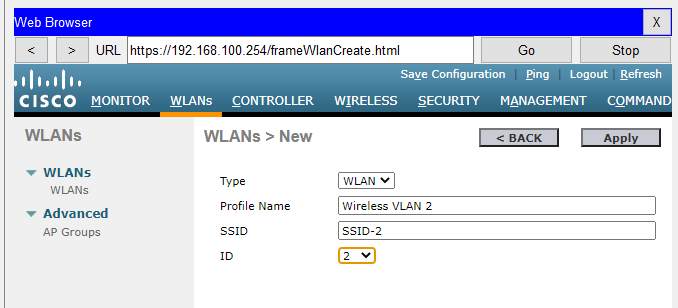 Web Browser X
< > URL https://192.168.100.254/frameWlanCreate.html Go Stop
Save Configuration | Ping | Logout | Refresh
CISCO MONITOR WLANs CONTROLLER WIRELESS SECURITY MANAGEMENT COMMAND
WLANs
WLANs
WLANs
Advanced
AP Groups
WLANs > New < BACK Apply
Type WLAN
Profile Name Wireless VLAN 2
SSID SSID-2
ID 2